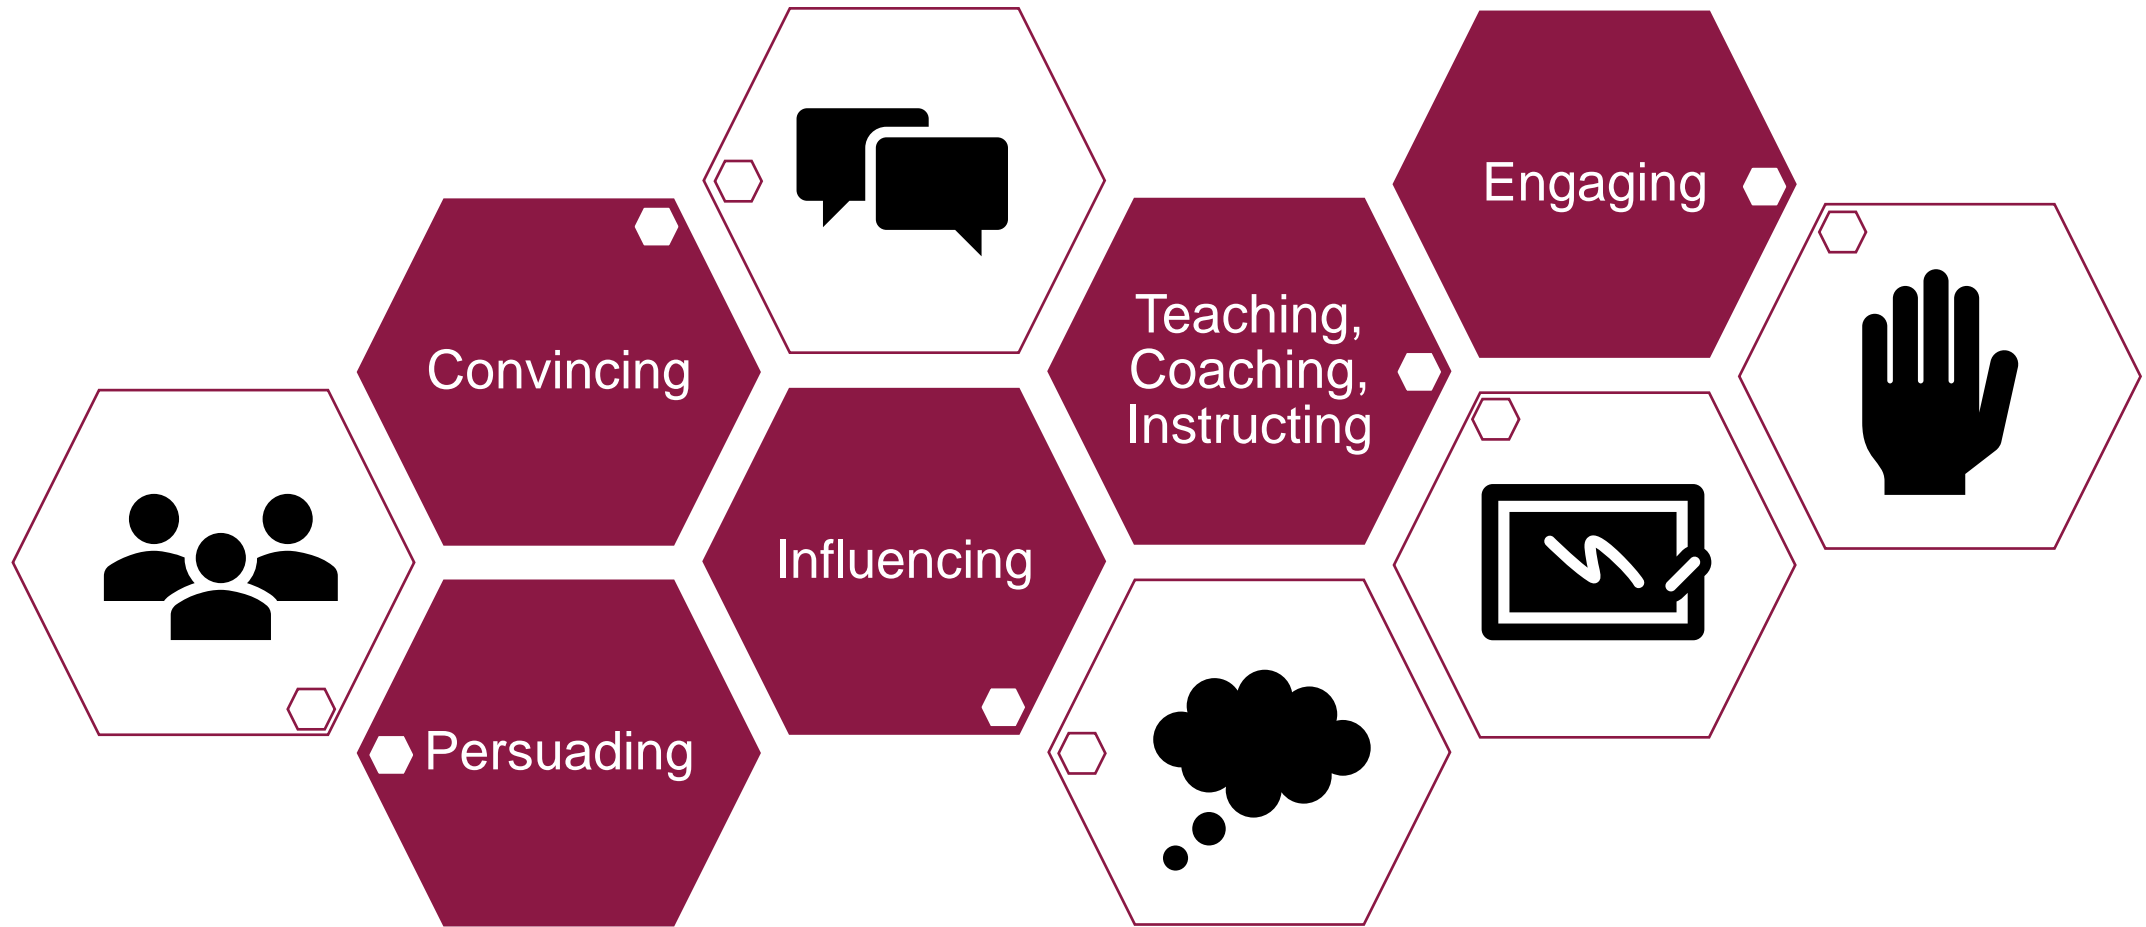 Convincing
Persuading
Influencing
Teaching,
Coaching,
Instructing
Engaging